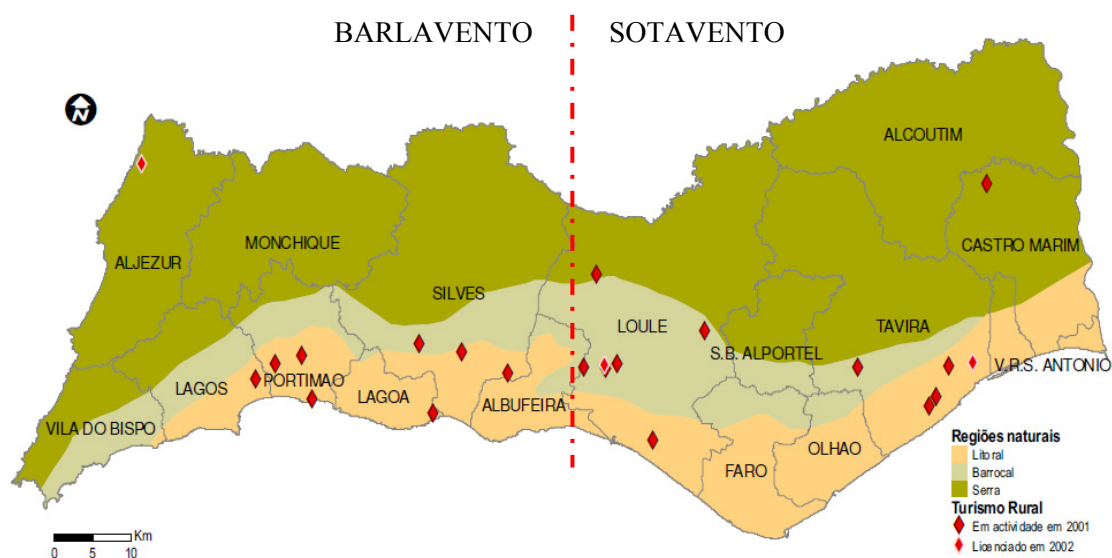 BARLAVENTO
SOTAVENTO
N
ALCOUTIM
MONCHIQUE
CASTRO MARIM
ALJEZUR
SILVES
LOULE
TAVIRA
S.B. ALPORTEL
V.R.S. ANTONIO
LAGOS
PORTIMAO
LAGOA
ALBUFEIRA
VILA DO BISPO
OLHAO
FARO
Regiões naturais
Litoral
Barrocal
Serra
Turismo Rural
Em actividade em 2001
Licenciado em 2002
Km
0 5 10